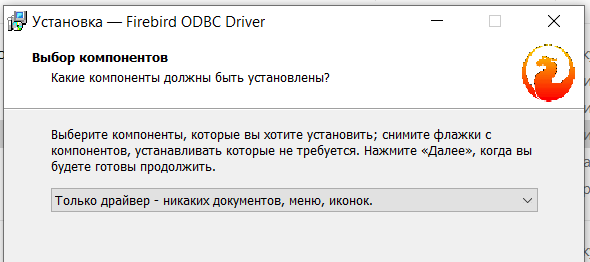 Установка — Firebird ODBC Driver
Выбор компонентов
Какие компоненты должны быть установлены?
Выберите компоненты, которые вы хотите установить; снимите флажки с
компонентов, устанавливать которые не требуется. Нажмите «Далее», когда вы
будете готовы продолжить.
Только драйвер - никаких документов, меню, иконок.